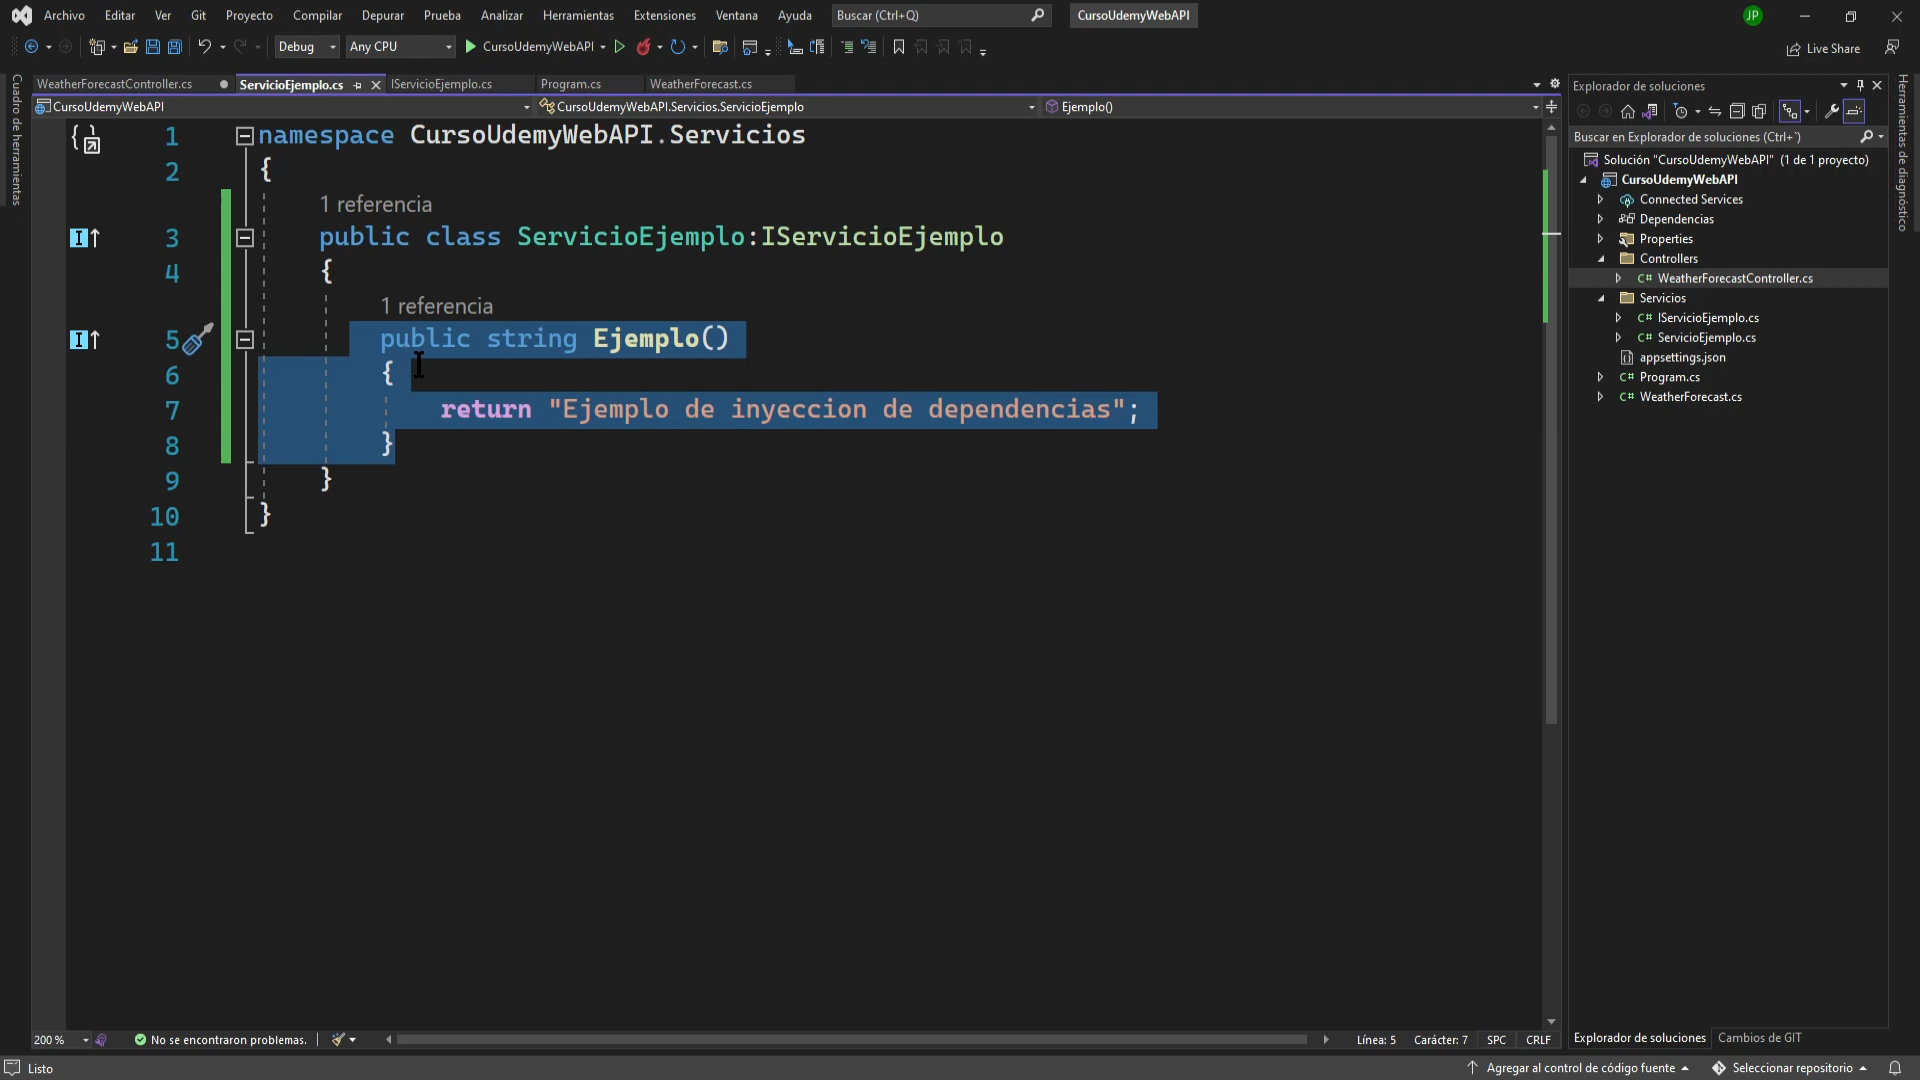 Archivo Editar Ver Git Proyecto Compilar Depurar Prueba Analizar Herramientas Extensiones Ventana Ayuda Buscar (Ctrl+Q) CursoUdemyWebAPI JP
Debug Any CPU CursoUdemyWebAPI Live Share
WeatherForecastController.cs ServicioEjemplo.cs IServicioEjemplo.cs Program.cs WeatherForecast.cs
CursoUdemyWebAPI CursoUdemyWebAPI.Servicios.ServicioEjemplo Ejemplo()
Cuadro de herramientas
1 namespace CursoUdemyWebAPI.Servicios
2 {
1 referencia
3 public class ServicioEjemplo:IServicioEjemplo
4 {
1 referencia
5 public string Ejemplo()
6 {
7 return "Ejemplo de inyeccion de dependencias";
8 }
9 }
10 }
11
Explorador de soluciones
Buscar en Explorador de soluciones (Ctrl+`)
Solución "CursoUdemyWebAPI" (1 de 1 proyecto)
CursoUdemyWebAPI
Connected Services
Dependencias
Properties
Controllers
C# WeatherForecastController.cs
Servicios
C# IServicioEjemplo.cs
C# ServicioEjemplo.cs
appsettings.json
C# Program.cs
C# WeatherForecast.cs
Herramientas de diagnóstico
200 % No se encontraron problemas. Línea: 5 Carácter: 7 SPC CRLF
Explorador de soluciones Cambios de GIT
Listo Agregar al control de código fuente Seleccionar repositorio